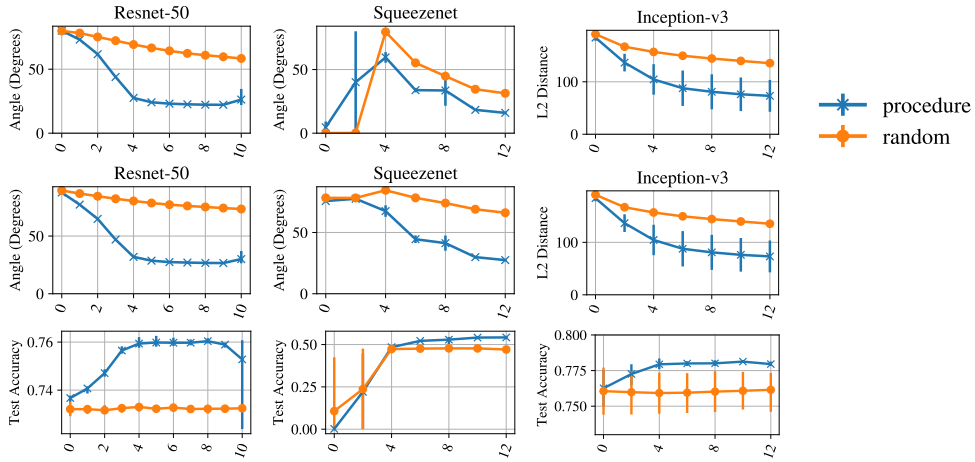 Resnet-50 Squeezenet Inception-v3
Angle (Degrees) 50 0
Angle (Degrees) 50 0
L2 Distance 100 0
0 2 4 6 8 10
0 4 8 12
0 4 8 12
procedure
random
Resnet-50 Squeezenet Inception-v3
Angle (Degrees) 50 0
Angle (Degrees) 50 0
L2 Distance 100 0
0 2 4 6 8 10
0 4 8 12
0 4 8 12
Test Accuracy 0.76 0.74
Test Accuracy 0.50 0.25 0.00
Test Accuracy 0.800 0.775 0.750
0 2 4 6 8 10
0 4 8 12
0 4 8 12